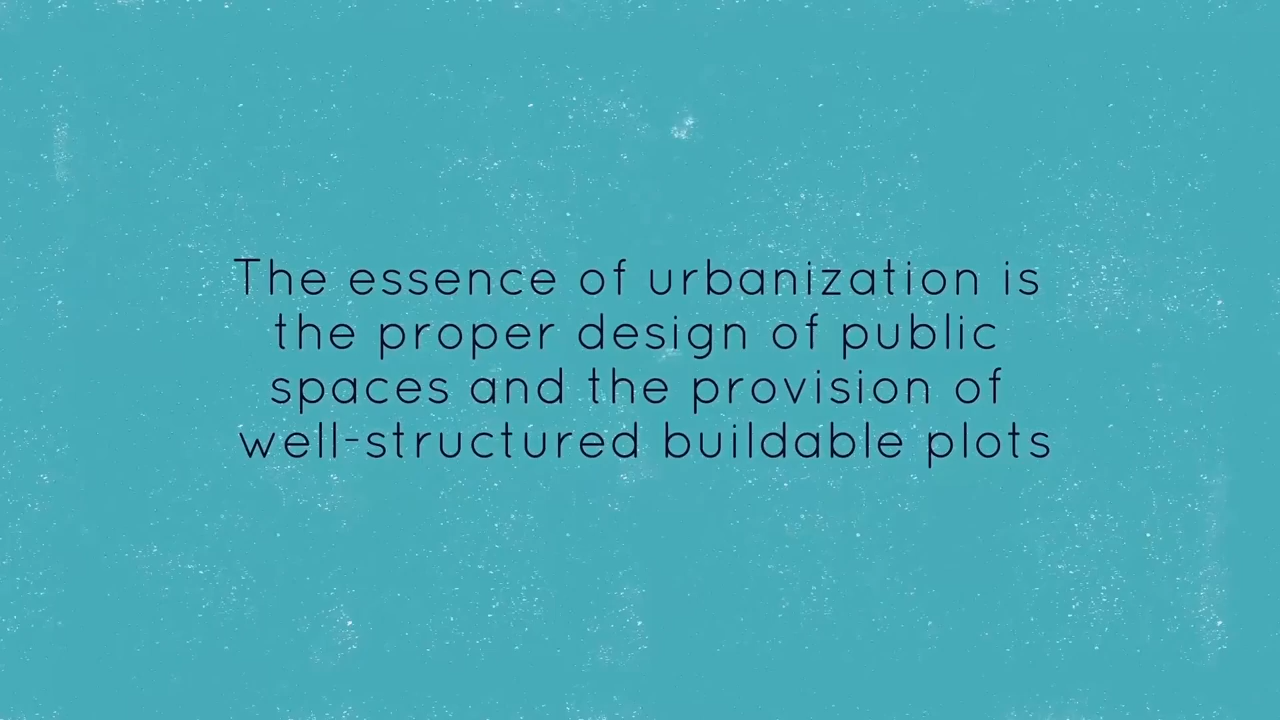 The essence of urbanization is
the proper design of public
spaces and the provision of
well-structured buildable plots